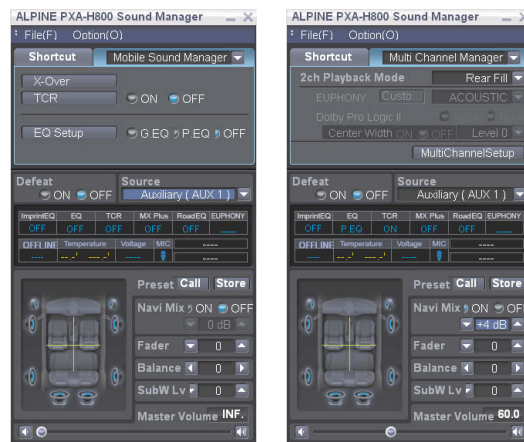 ALPINE PXA-H800 Sound Manager
File(F) Option(O)
Shortcut Mobile Sound Manager
X-Over
TCR ON OFF
EQ Setup G.EQ P.EQ OFF
Defeat Source
ON OFF Auxiliary ( AUX 1 )
ImprintEQ EQ TCR MX Plus RoadEQ EUPHONY
OFF OFF OFF OFF OFF ____
OFFLINE Temperature Voltage MIC ----
---- --.-' ---.-' ---- ----
Preset Call Store
Navi Mix ON OFF
0 dB
Fader 0
Balance 0
SubW Lv 0
Master Volume INF.
ALPINE PXA-H800 Sound Manager
File(F) Option(O)
Shortcut Multi Channel Manager
2ch Playback Mode Rear Fill
EUPHONY Custo... ACOUSTIC
Dolby Pro Logic II
Center Width ON OFF Level 0
MultiChannelSetup
Defeat Source
ON OFF Auxiliary ( AUX 1 )
ImprintEQ EQ TCR MX Plus RoadEQ EUPHONY
OFF P.EQ ON OFF OFF ____
OFFLINE Temperature Voltage MIC ----
---- --.-' ---.-' ---- ----
Preset Call Store
Navi Mix ON OFF
+4 dB
Fader 0
Balance 0
SubW Lv 0
Master Volume 60.0